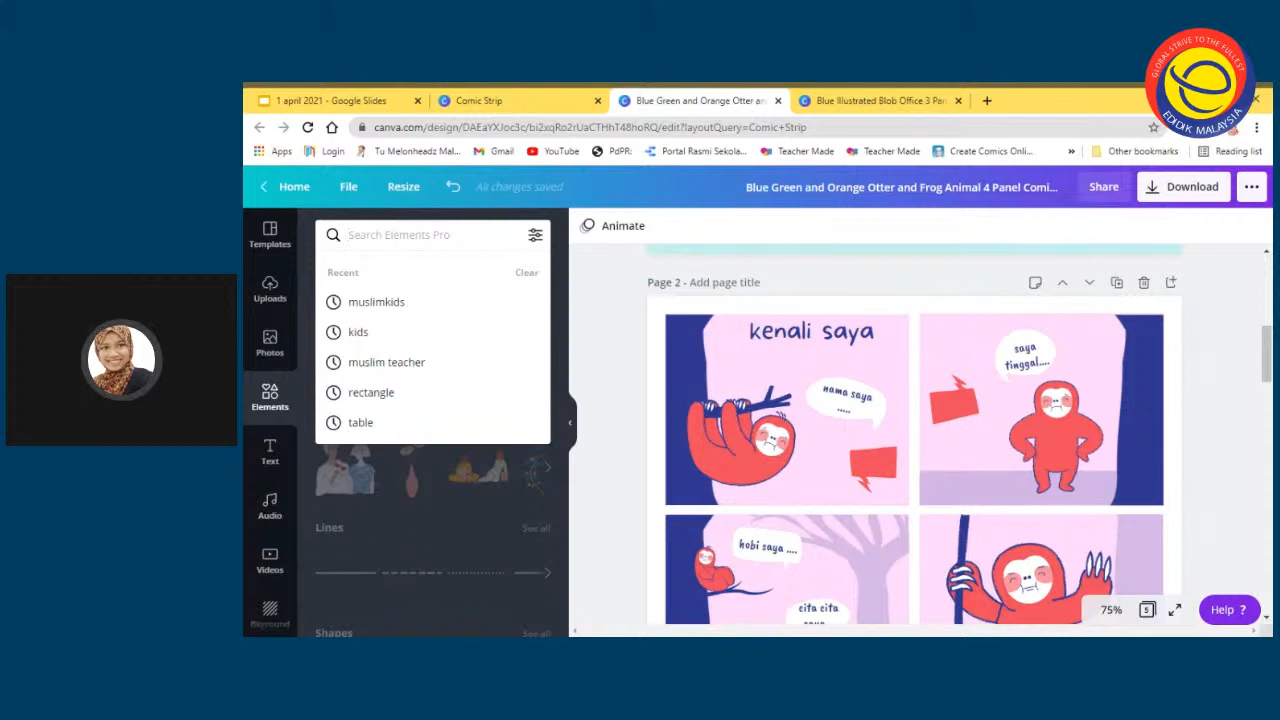 GLOBAL STRIVE TO THE FULLEST
EDIDIK MALAYSIA
1 april 2021 - Google Slides
Comic Strip
Blue Green and Orange Otter an
Blue Illustrated Blob Office 3 Pan
canva.com/design/DAEaYXJoc3c/bi2xqRo2rUaCTHhT48hoRQ/edit?layoutQuery=Comic+Strip
Apps
Login
Tu Melonheadz Mal...
Gmail
YouTube
PdPR:
Portal Rasmi Sekola...
Teacher Made
Teacher Made
Create Comics Onli...
»
Other bookmarks
Reading list
Home
File
Resize
All changes saved
Blue Green and Orange Otter and Frog Animal 4 Panel Comi...
Share
Download
Templates
Uploads
Photos
Elements
Text
Audio
Videos
Bkground
Search Elements Pro
Recent
Clear
muslimkids
kids
muslim teacher
rectangle
table
Lines
See all
Shapes
See all
Animate
Page 2 - Add page title
kenali saya
nama saya
.....
saya
tinggal....
hobi saya ....
cita cita
saya
75%
5
Help ?